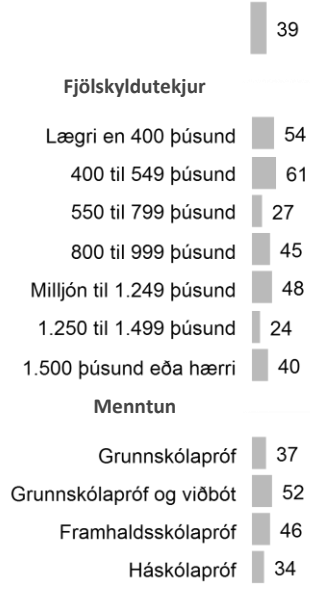 39
Fjölskyldutekjur
Lægri en 400 þúsund 54
400 til 549 þúsund 61
550 til 799 þúsund 27
800 til 999 þúsund 45
Milljón til 1.249 þúsund 48
1.250 til 1.499 þúsund 24
1.500 þúsund eða hærri 40
Menntun
Grunnskólapróf 37
Grunnskólapróf og viðbót 52
Framhaldsskólapróf 46
Háskólapróf 34